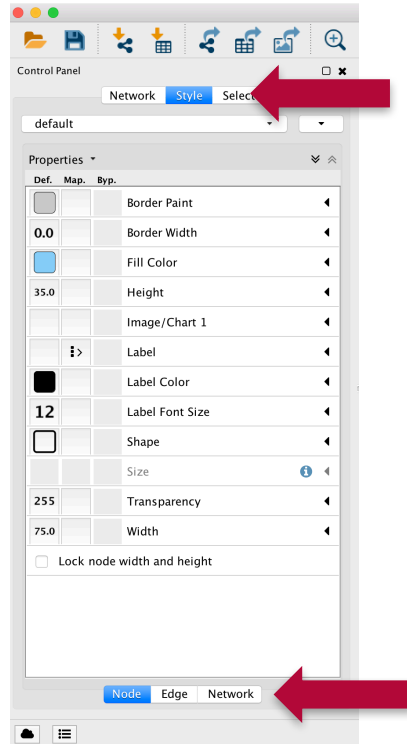 Control Panel
Network Style Selec
default
Properties
Def. Map. Byp.
Border Paint
0.0 Border Width
Fill Color
35.0 Height
Image/Chart 1
Label
Label Color
12 Label Font Size
Shape
Size
255 Transparency
75.0 Width
Lock node width and height
Node Edge Network